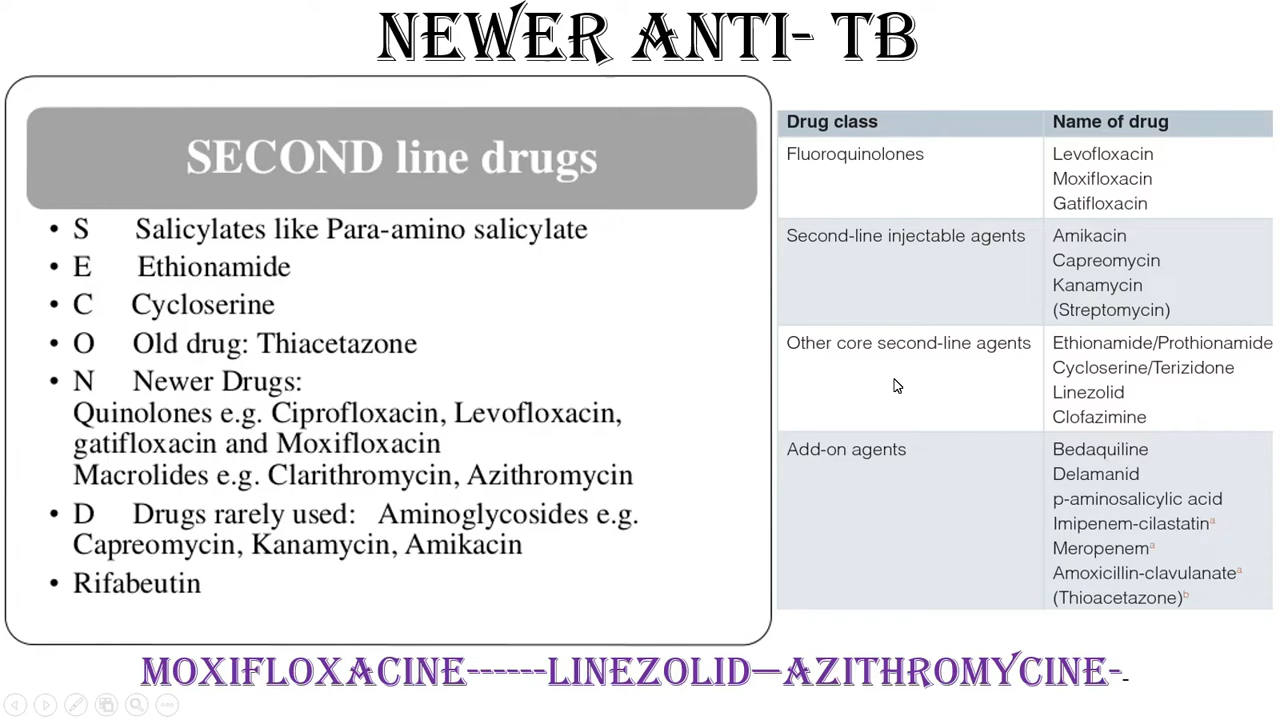 NEWER ANTI- TB
SECOND line drugs
• S Salicylates like Para-amino salicylate
• E Ethionamide
• C Cycloserine
• O Old drug: Thiacetazone
• N Newer Drugs:
Quinolones e.g. Ciprofloxacin, Levofloxacin,
gatifloxacin and Moxifloxacin
Macrolides e.g. Clarithromycin, Azithromycin
• D Drugs rarely used: Aminoglycosides e.g.
Capreomycin, Kanamycin, Amikacin
• Rifabeutin
Drug class Name of drug
Fluoroquinolones Levofloxacin
Moxifloxacin
Gatifloxacin
Second-line injectable agents Amikacin
Capreomycin
Kanamycin
(Streptomycin)
Other core second-line agents Ethionamide/Prothionamide
Cycloserine/Terizidone
Linezolid
Clofazimine
Add-on agents Bedaquiline
Delamanid
p-aminosalicylic acid
Imipenem-cilastatinᵃ
Meropenemᵃ
Amoxicillin-clavulanateᵃ
(Thioacetazone)ᵇ
MOXIFLOXACINE------LINEZOLID—AZITHROMYCINE--